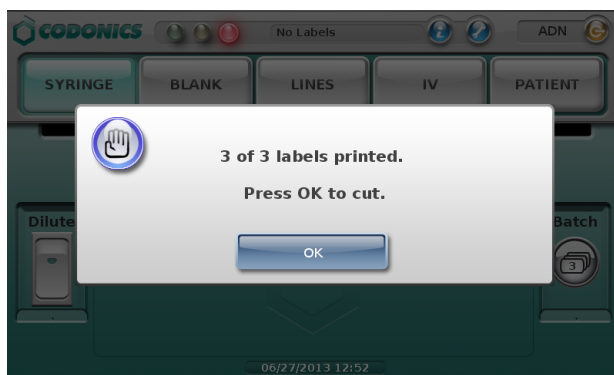 CODONICS
No Labels
ADN
SYRINGE
BLANK
LINES
IV
PATIENT
3 of 3 labels printed.
Press OK to cut.
Dilute
Batch
OK
3
06/27/2013 12:52